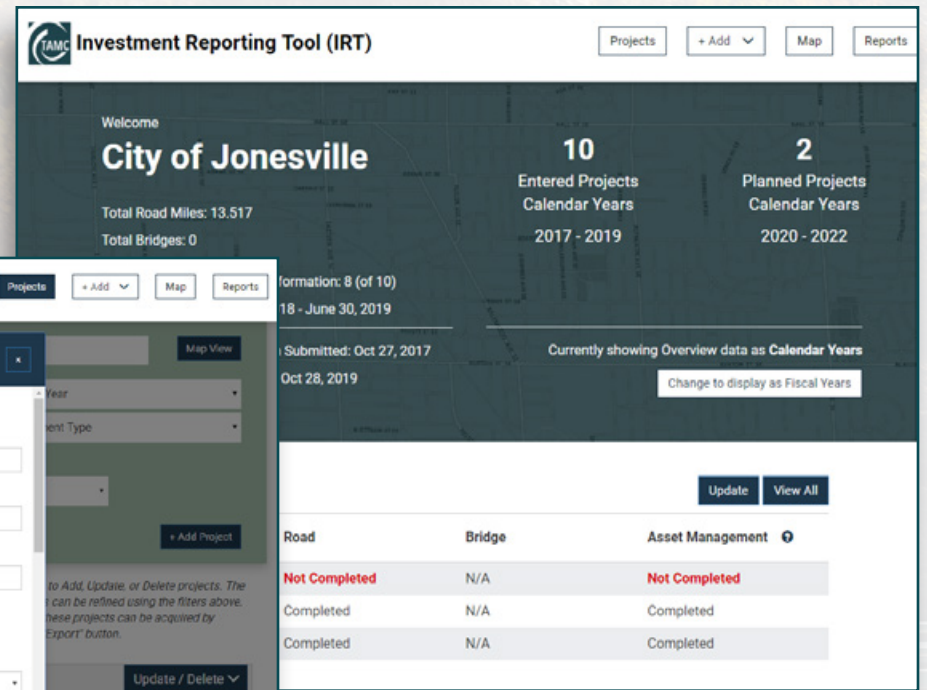 TAMC
Investment Reporting Tool (IRT)
Projects
+ Add
Map
Reports
Welcome
City of Jonesville
Total Road Miles: 13.517
Total Bridges: 0
10
Entered Projects
Calendar Years
2017 - 2019
2
Planned Projects
Calendar Years
2020 - 2022
formation: 8 (of 10)
18 - June 30, 2019
Submitted: Oct 27, 2017
Oct 28, 2019
Currently showing Overview data as Calendar Years
Change to display as Fiscal Years
Update View All
Road Bridge Asset Management ?
Not Completed N/A Not Completed
Completed N/A Completed
Completed N/A Completed
Projects
+ Add
Map
Reports
x
Map View
Year
ent Type
+ Add Project
to Add, Update, or Delete projects. The
can be refined using the filters above.
hese projects can be acquired by
Export" button.
Update / Delete